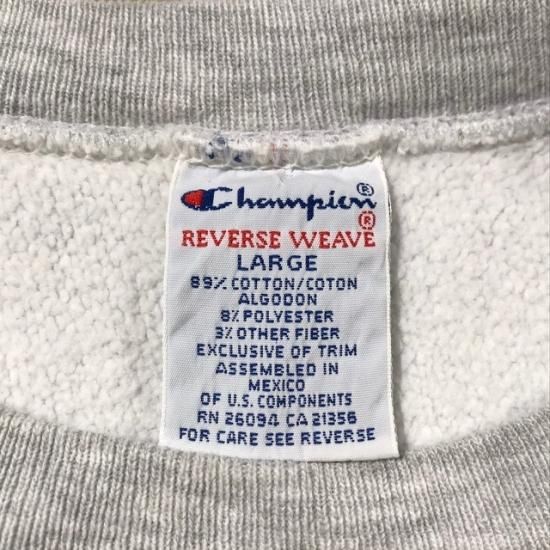 Champion®
REVERSE WEAVE®
LARGE
89% COTTON/COTON
ALGODON
8% POLYESTER
3% OTHER FIBER
EXCLUSIVE OF TRIM
ASSEMBLED IN
MEXICO
OF U.S. COMPONENTS
RN 26094 CA 21356
FOR CARE SEE REVERSE